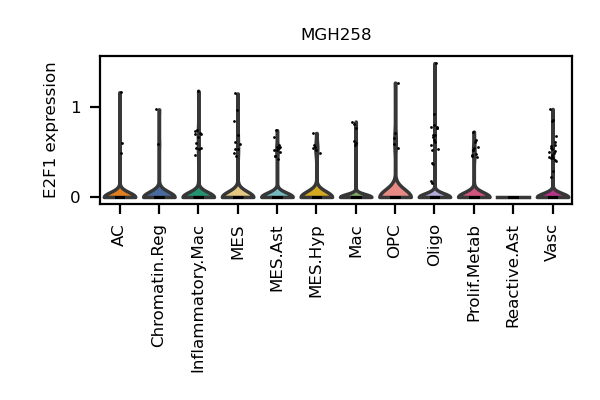 MGH258
E2F1 expression
1
0
AC
Chromatin.Reg
Inflammatory.Mac
MES
MES.Ast
MES.Hyp
Mac
OPC
Oligo
Prolif.Metab
Reactive.Ast
Vasc